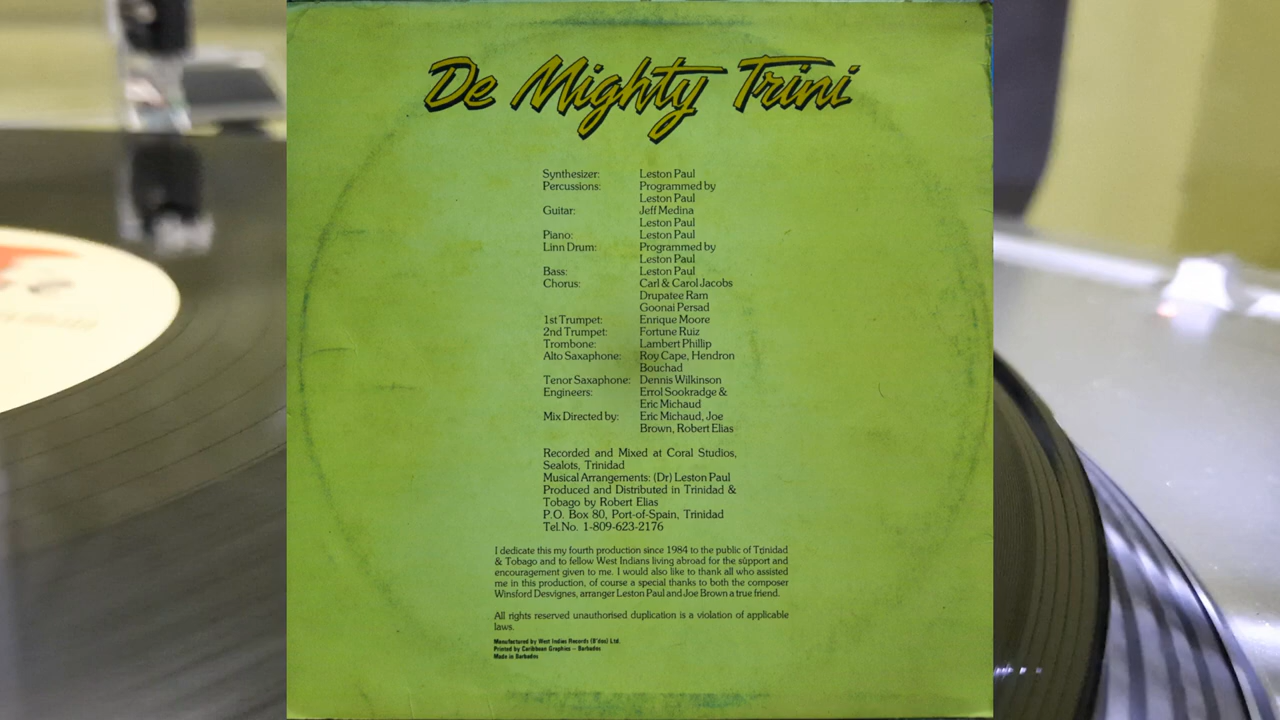 De Mighty Trini
Synthesizer: Leston Paul
Percussions: Programmed by
Leston Paul
Guitar: Jeff Medina
Leston Paul
Piano: Leston Paul
Linn Drum: Programmed by
Leston Paul
Bass: Leston Paul
Chorus: Carl & Carol Jacobs
Drupatee Ram
Goonai Persad
1st Trumpet: Enrique Moore
2nd Trumpet: Fortune Ruiz
Trombone: Lambert Phillip
Alto Saxaphone: Roy Cape, Hendron
Bouchad
Tenor Saxaphone: Dennis Wilkinson
Engineers: Errol Sookradge &
Eric Michaud
Mix Directed by: Eric Michaud, Joe
Brown, Robert Elias
Recorded and Mixed at Coral Studios,
Sealots, Trinidad
Musical Arrangements: (Dr) Leston Paul
Produced and Distributed in Trinidad &
Tobago by Robert Elias
P.O. Box 80, Port-of-Spain, Trinidad
Tel.No. 1-809-623-2176
I dedicate this my fourth production since 1984 to the public of Trinidad
& Tobago and to fellow West Indians living abroad for the support and
encouragement given to me. I would also like to thank all who assisted
me in this production, of course a special thanks to both the composer
Winsford Desvignes, arranger Leston Paul and Joe Brown a true friend.
All rights reserved unauthorised duplication is a violation of applicable
laws.
Manufactured by West Indies Records (B'dos) Ltd.
Printed by Caribbean Graphics – Barbados
Made in Barbados